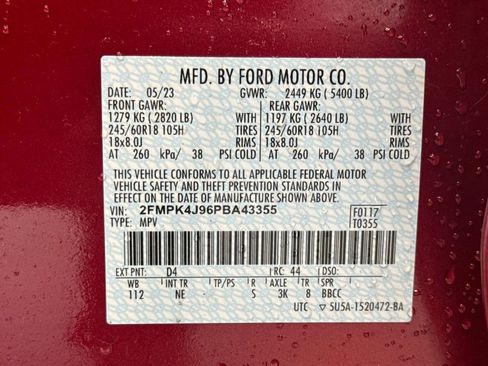 MFD. BY FORD MOTOR CO.
DATE: 05/23 GVWR: 2449 KG ( 5400 LB)
FRONT GAWR: REAR GAWR:
1279 KG ( 2820 LB) WITH 1197 KG ( 2640 LB) WITH
245/60R18 105H TIRES 245/60R18 105H TIRES
18x8.0J RIMS 18x8.0J RIMS
AT 260 kPa/ 38 PSI COLD AT 260 kPa/ 38 PSI COLD
THIS VEHICLE CONFORMS TO ALL APPLICABLE FEDERAL MOTOR
VEHICLE SAFETY AND THEFT PREVENTION STANDARDS IN
EFFECT ON THE DATE OF MANUFACTURE SHOWN ABOVE.
VIN: 2FMPK4J96PBA43355 F0117
TYPE: MPV T0355
EXT PNT: D4 RC: 44 DSO:
WB INT TR TP/PS R AXLE TR SPR
112 NE S 3K 8 BBCC
UTC ▽5U5A-1520472-BA